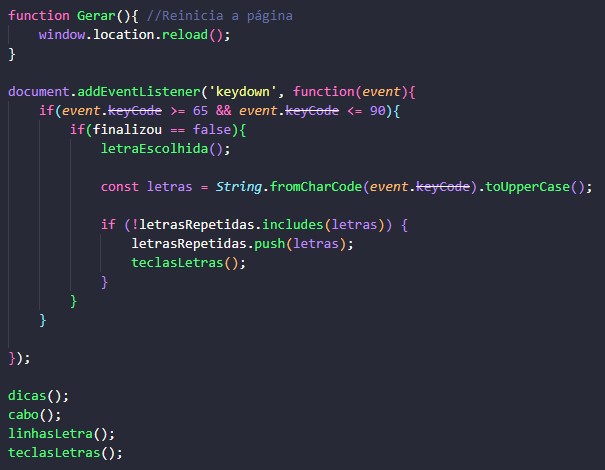 function Gerar(){ //Reinicia a página
    window.location.reload();
}

document.addEventListener('keydown', function(event){
    if(event.keyCode >= 65 && event.keyCode <= 90){
        if(finalizou == false){
            letraEscolhida();

            const letras = String.fromCharCode(event.keyCode).toUpperCase();

            if (!letrasRepetidas.includes(letras)) {
                letrasRepetidas.push(letras);
                teclasLetras();
            }
        }
    }

});

dicas();
cabo();
linhasLetra();
teclasLetras();